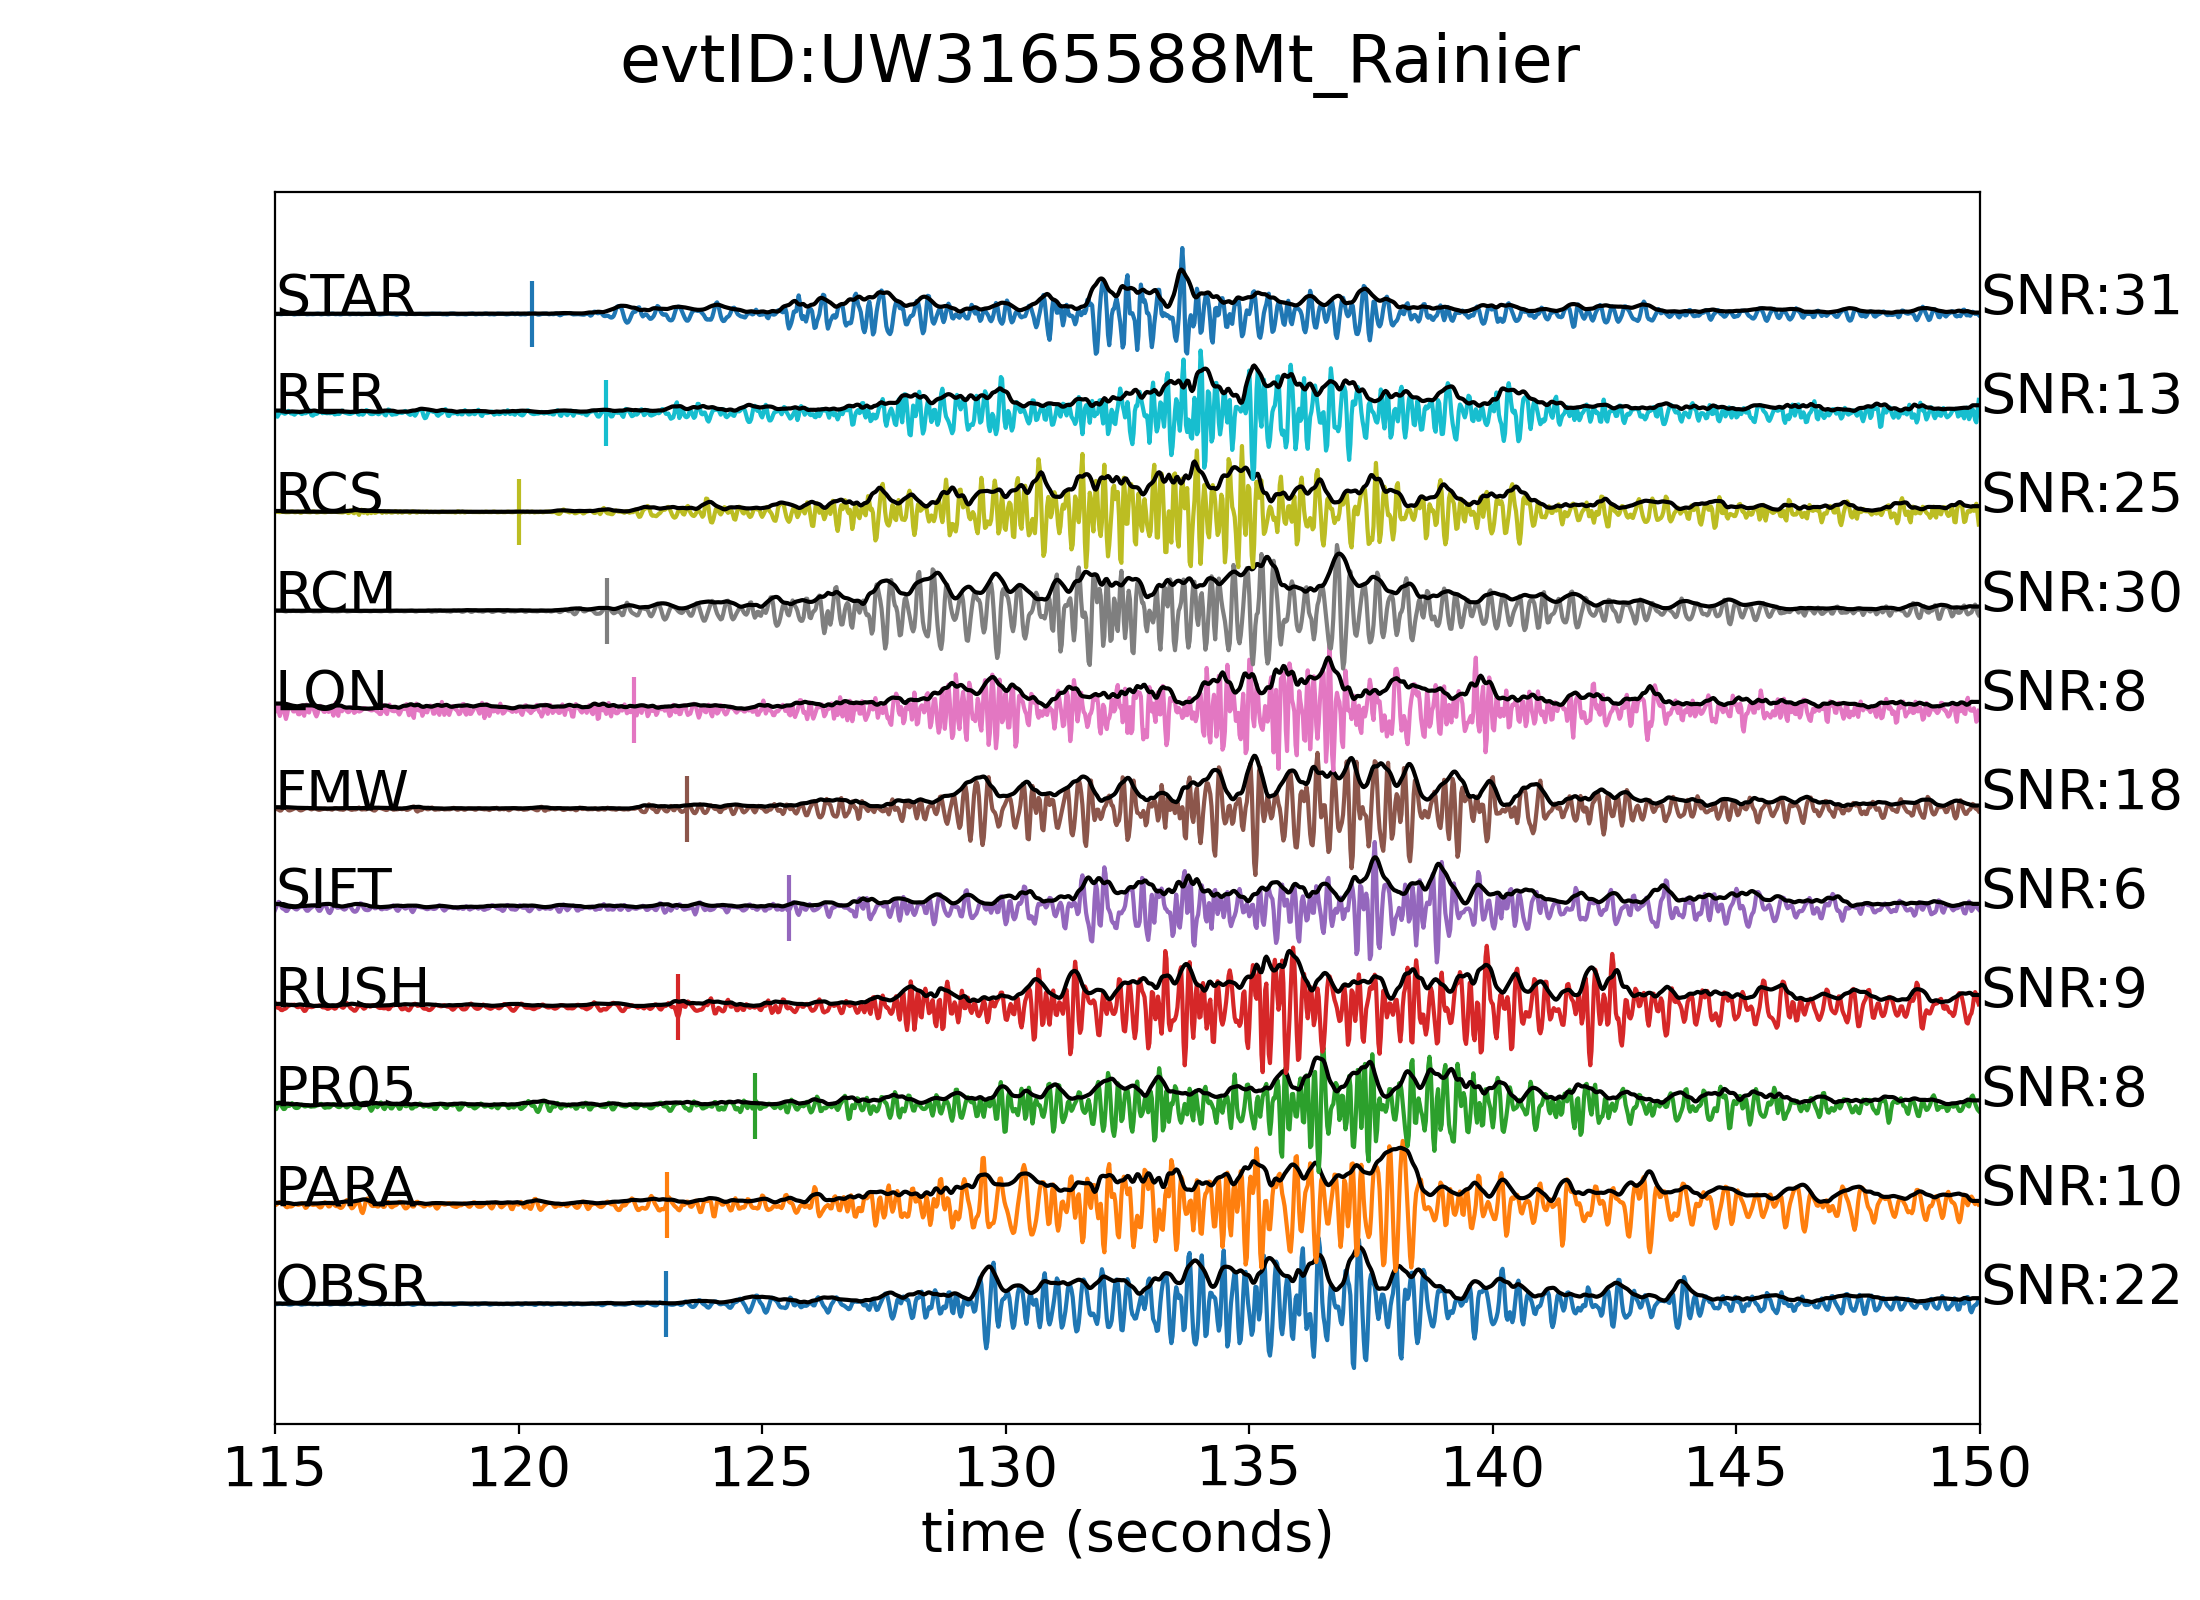 evtID:UW3165588Mt_Rainier
STAR SNR:31
RER SNR:13
RCS SNR:25
RCM SNR:30
LON SNR:8
FMW SNR:18
SIFT SNR:6
RUSH SNR:9
PR05 SNR:8
PARA SNR:10
OBSR SNR:22
115 120 125 130 135 140 145 150
time (seconds)